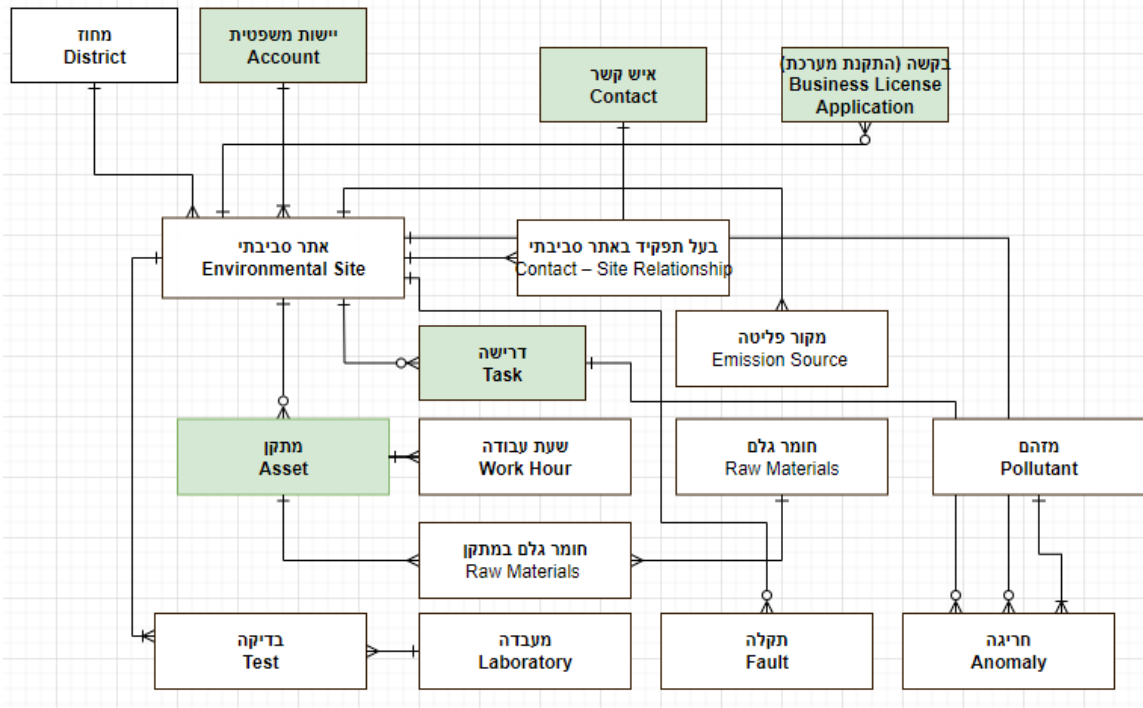 מחוז
District
יישות משפטית
Account
איש קשר
Contact
בקשה (התקנת מערכת)
Business License
Application
אתר סביבתי
Environmental Site
בעל תפקיד באתר סביבתי
Contact – Site Relationship
מקור פליטה
Emission Source
דרישה
Task
מתקן
Asset
שעת עבודה
Work Hour
חומר גלם
Raw Materials
מזהם
Pollutant
חומר גלם במתקן
Raw Materials
בדיקה
Test
מעבדה
Laboratory
תקלה
Fault
חריגה
Anomaly